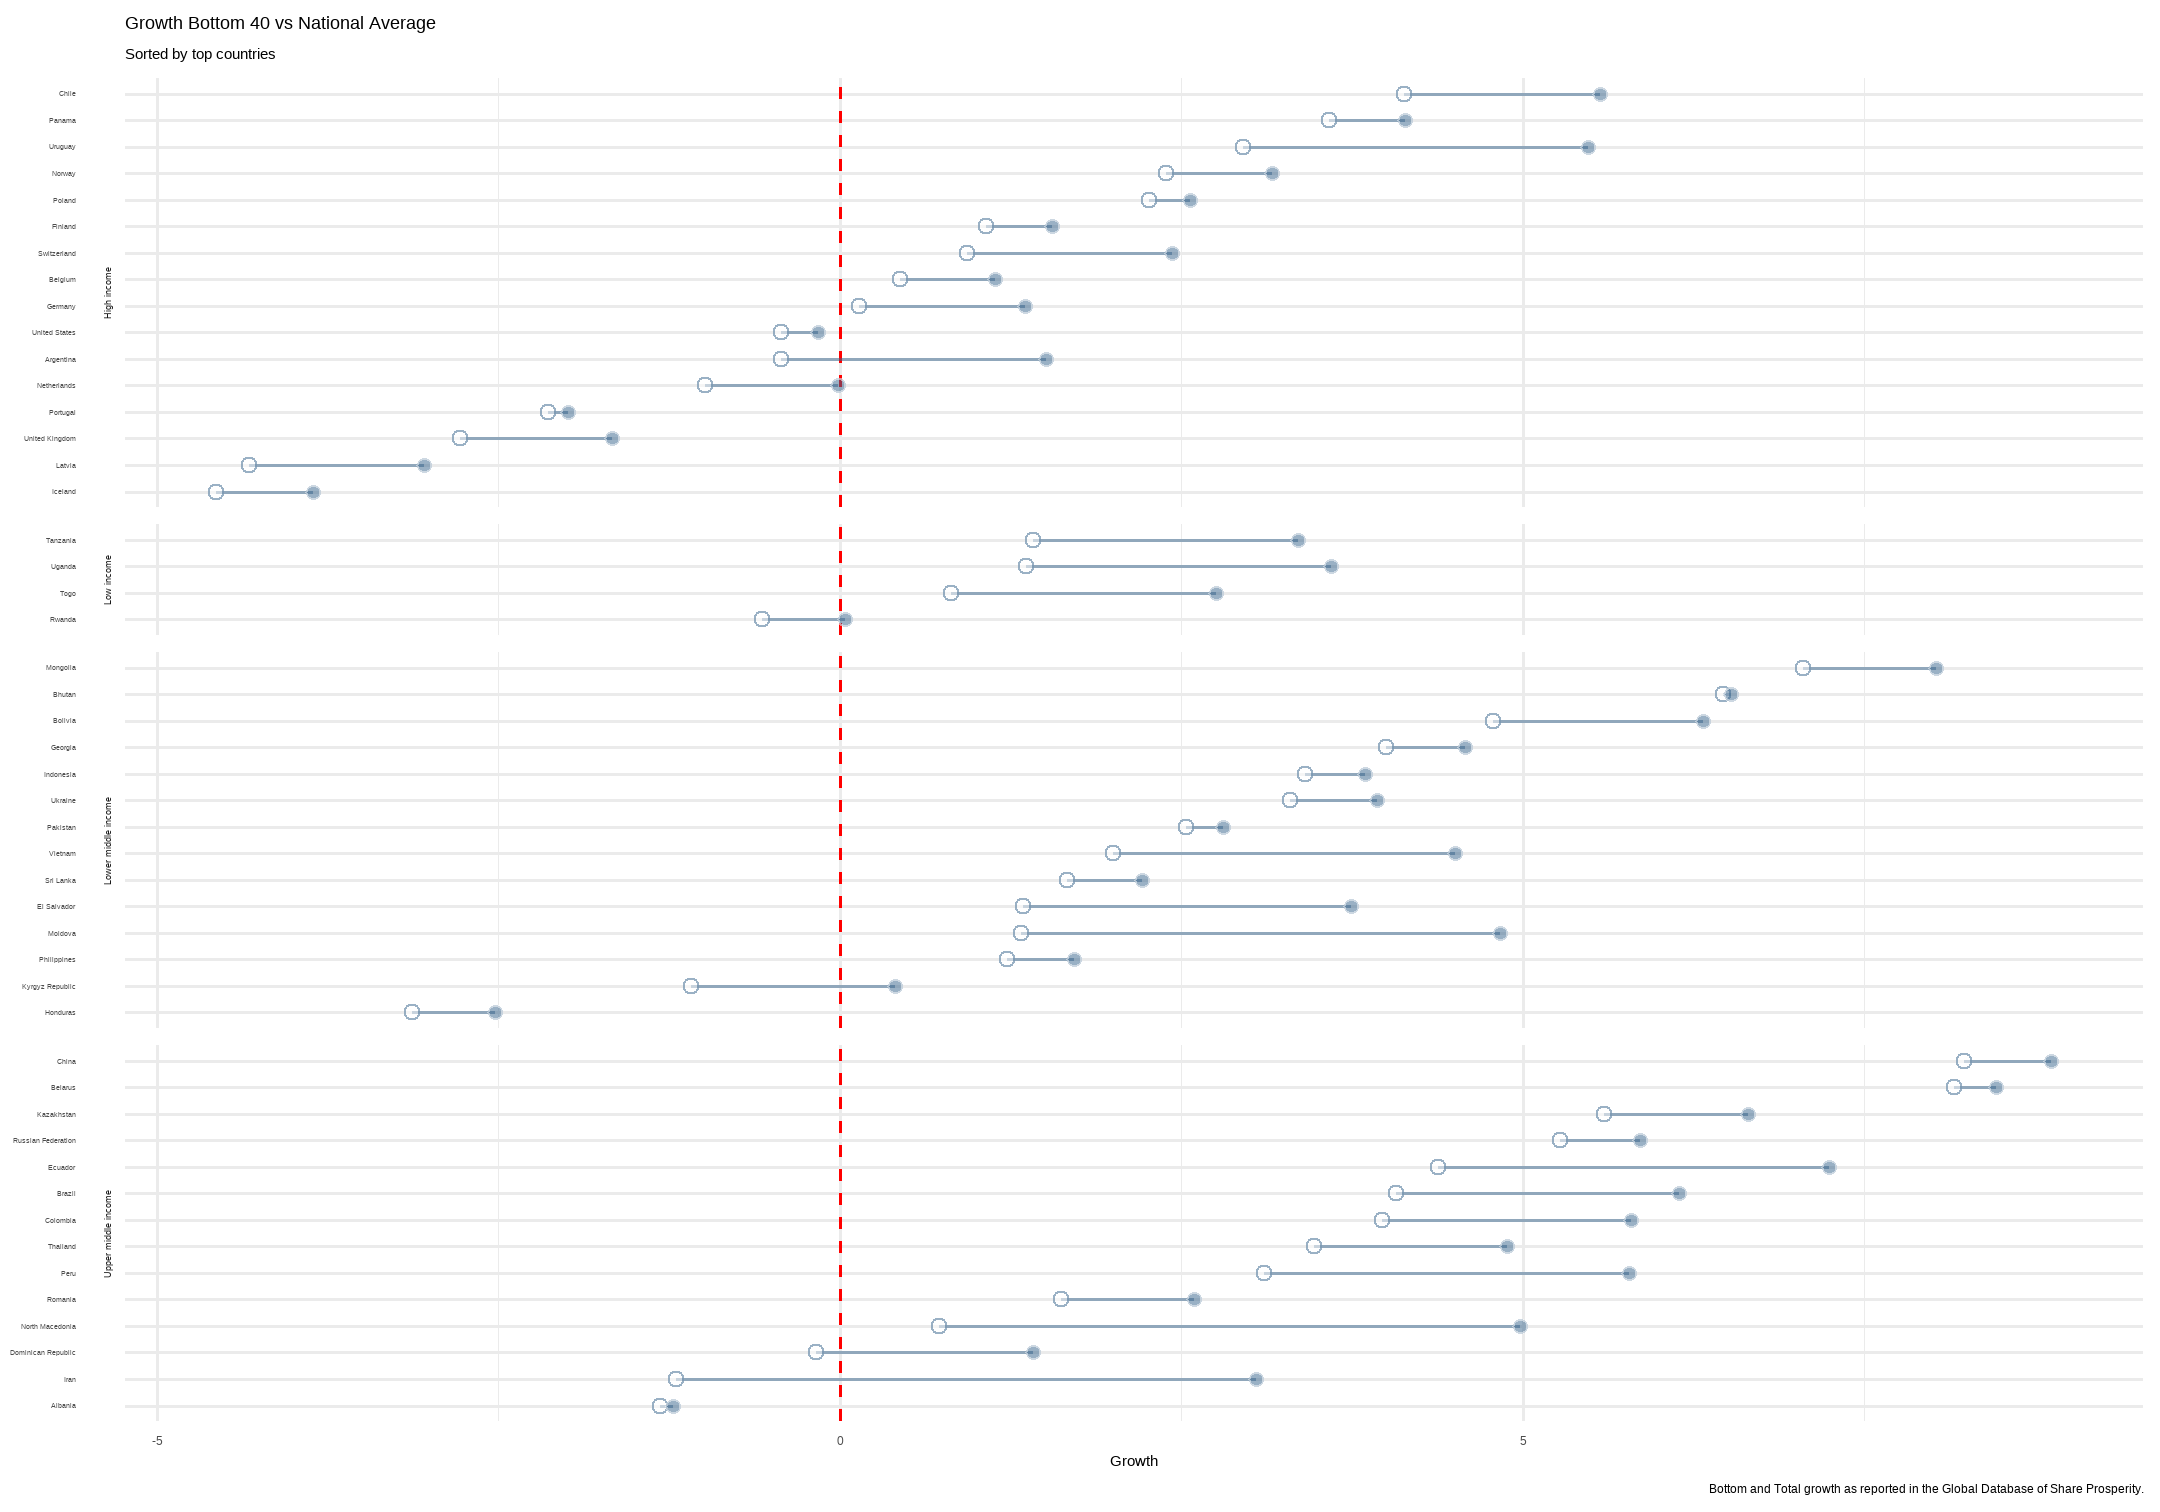 Growth Bottom 40 vs National Average
Sorted by top countries
Chile
Panama
Uruguay
Norway
Poland
Finland
Switzerland
Belgium
Germany
United States
Argentina
Netherlands
Portugal
United Kingdom
Latvia
Iceland
High income
Tanzania
Uganda
Togo
Rwanda
Low income
Mongolia
Bhutan
Bolivia
Georgia
Indonesia
Ukraine
Pakistan
Vietnam
Sri Lanka
El Salvador
Moldova
Philippines
Kyrgyz Republic
Honduras
Lower middle income
China
Belarus
Kazakhstan
Russian Federation
Ecuador
Brazil
Colombia
Thailand
Peru
Romania
North Macedonia
Dominican Republic
Iran
Albania
Upper middle income
-5 0 5
Growth
Bottom and Total growth as reported in the Global Database of Share Prosperity.